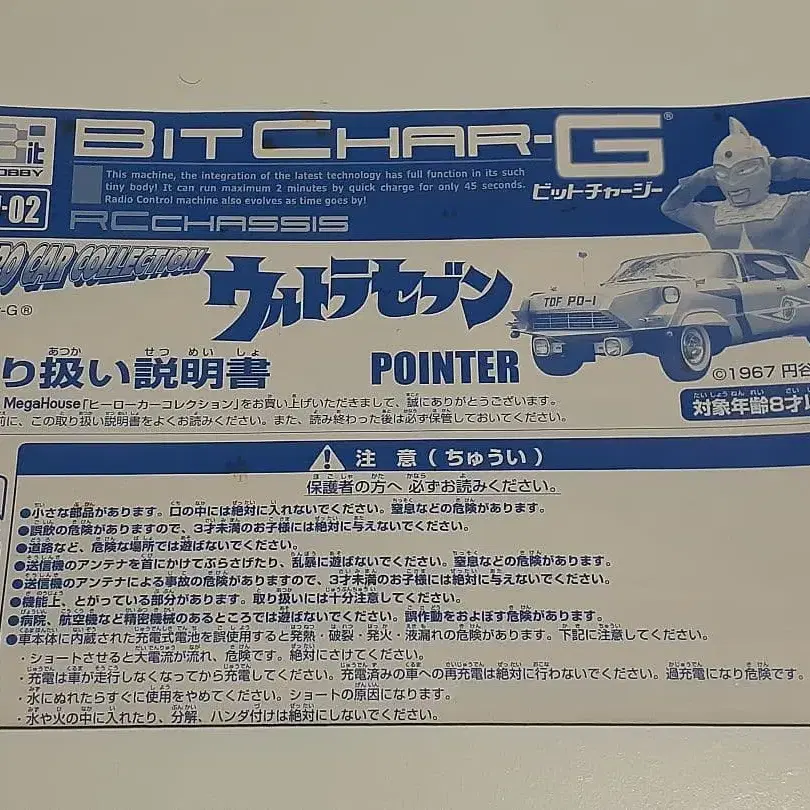 Bit
HOBBY
-02
BIT CHAR-G®
ビットチャージー
This machine, the integration of the latest technology has full function in its such
tiny body! It can run maximum 2 minutes by quick charge for only 45 seconds.
Radio Control machine also evolves as time goes by!
RC CHASSIS
RO CAR COLLECTION
-G®
ウルトラセブン
TDF PO-1
り扱い説明書
あつか せつ めい しょ
POINTER
©1967 円谷
MegaHouse「ヒーローカーコレクション」をお買い上げいただきまして、誠にありがとうございます。
前に、この取り扱い説明書をよくお読みください。また、読み終わった後は必ず保管しておいてください。
対象年齢8才以
たいしょうねんれい さい
⚠ 注 意 (ちゅうい)
保護者の方へ 必ずお読みください。
●小さな部品があります。口の中には絶対に入れないでください。窒息などの危険があります。
●誤飲の危険がありますので、3才未満のお子様には絶対に与えないでください。
●道路など、危険な場所では遊ばないでください。
●送信機のアンテナを首にかけてぶらさげたり、乱暴に遊ばないでください。窒息などの危険があります。
●送信機のアンテナによる事故の危険がありますので、3才未満のお子様には絶対に与えないでください。
●機能上、とがっている部分があります。取り扱いには十分注意してください。
●病院、航空機など精密機械のあるところでは遊ばないでください。誤作動をおよぼす危険があります。
●車本体に内蔵された充電式電池を誤使用すると発熱・破裂・発火・液漏れの危険があります。下記に注意してください。
・ショートさせると大電流が流れ、危険です。絶対にさけてください。
・充電は車が走行しなくなってから充電してください。充電済みの車への再充電は絶対に行わないでください。過充電になり危険です。
・水にぬれたらすぐに使用をやめてください。ショートの原因になります。
・水や火の中に入れたり、分解、ハンダ付けは絶対にしないでください。